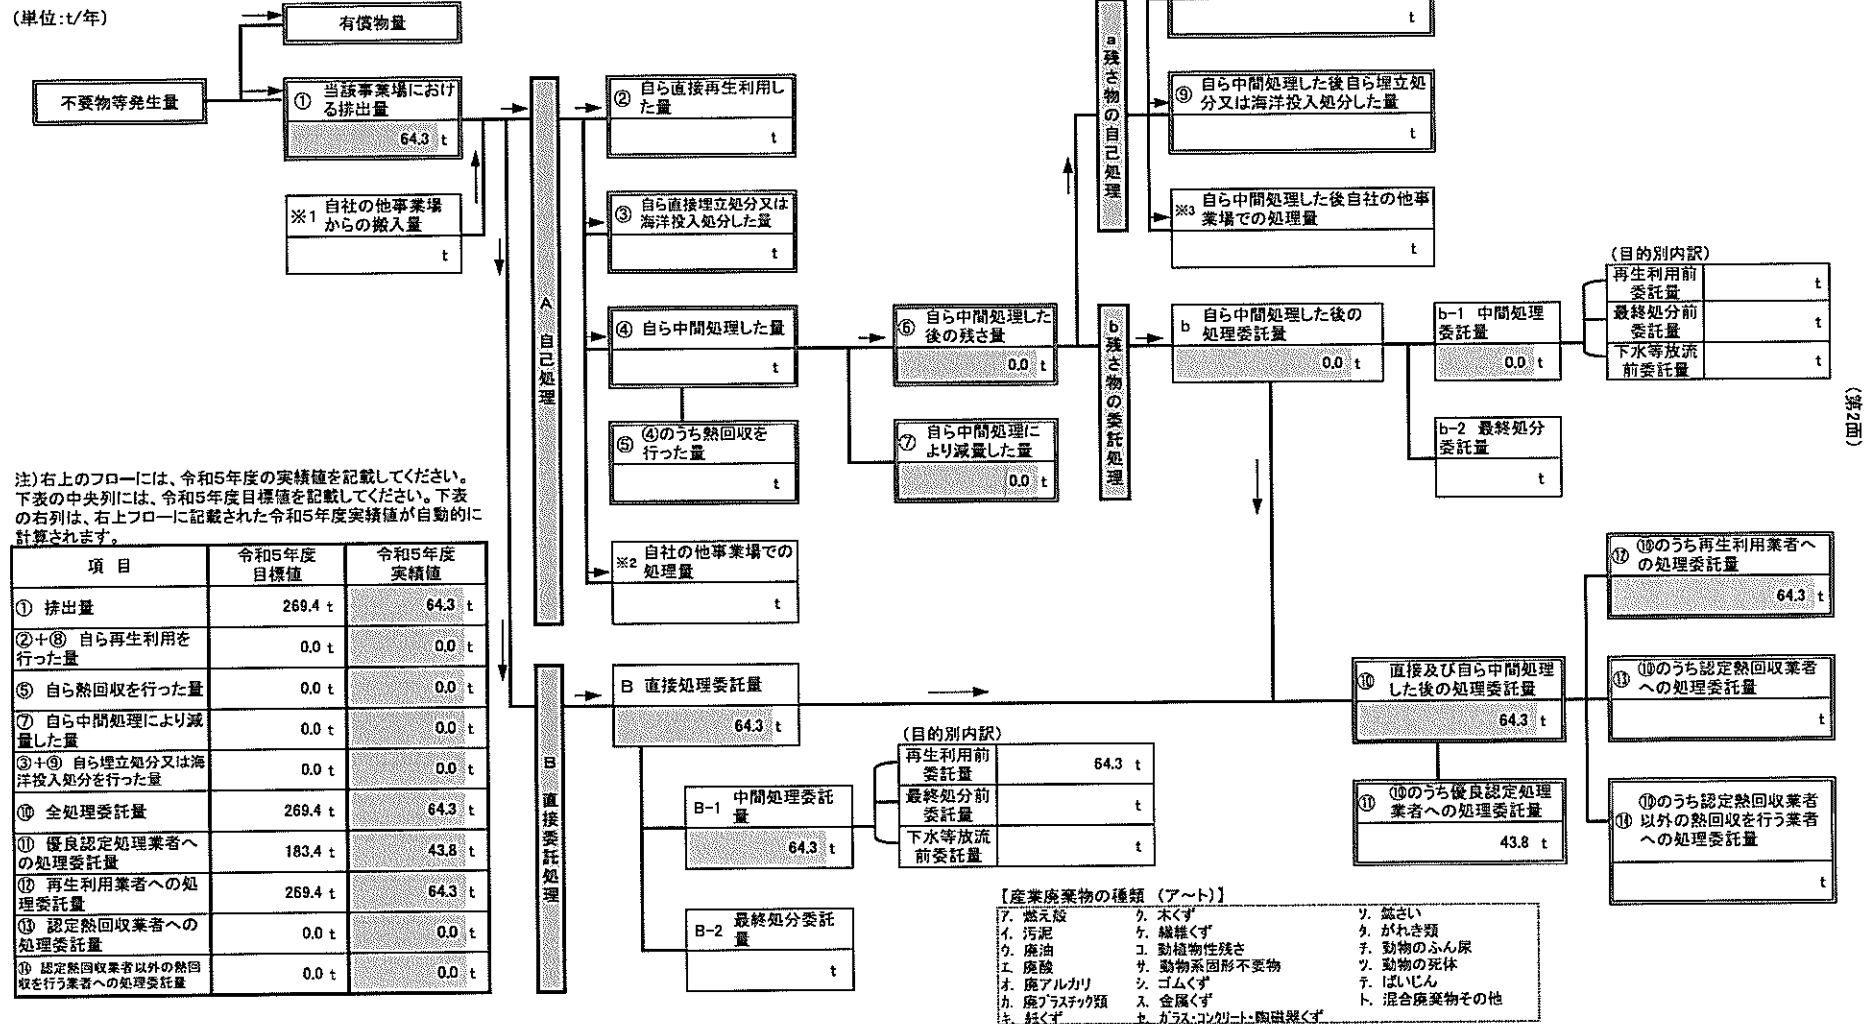 (単位:t/年)
有償物量
不要物等発生量
① 当該事業場におけ
る排出量
64.3 t
※1 自社の他事業場
からの搬入量
t
A 自己処理
② 自ら直接再生利用し
た量
t
③ 自ら直接埋立処分又は
海洋投入処分した量
t
④ 自ら中間処理した量
t
⑤ ④のうち熱回収を
行った量
t
※2 自社の他事業場での
処理量
t
⑥ 自ら中間処理した
後の残さ量
0.0 t
⑦ 自ら中間処理に
より減量した量
0.0 t
a 残さ物の自己処理
t
⑨ 自ら中間処理した後自ら埋立処
分又は海洋投入処分した量
t
※3 自ら中間処理した後自社の他事
業場での処理量
t
b 残さ物の委託処理
b 自ら中間処理した後の
処理委託量
0.0 t
b-1 中間処理
委託量
0.0 t
(目的別内訳)
再生利用前
委託量 t
最終処分前
委託量 t
下水等放流
前委託量 t
b-2 最終処分
委託量
t
(第2面)
注)右上のフローには、令和5年度の実績値を記載してください。
下表の中央列には、令和5年度目標値を記載してください。下表
の右列は、右上フローに記載された令和5年度実績値が自動的に
計算されます。
項 目 令和5年度目標値 令和5年度実績値
① 排出量 269.4 t 64.3 t
②+⑧ 自ら再生利用を
行った量 0.0 t 0.0 t
⑤ 自ら熱回収を行った量 0.0 t 0.0 t
⑦ 自ら中間処理により減
量した量 0.0 t 0.0 t
③+⑨ 自ら埋立処分又は海
洋投入処分を行った量 0.0 t 0.0 t
⑩ 全処理委託量 269.4 t 64.3 t
⑪ 優良認定処理業者へ
の処理委託量 183.4 t 43.8 t
⑫ 再生利用業者への処
理委託量 269.4 t 64.3 t
⑬ 認定熱回収業者への
処理委託量 0.0 t 0.0 t
⑭ 認定熱回収業者以外の熱回
収を行う業者への処理委託量 0.0 t 0.0 t
B 直接委託処理
B 直接処理委託量
64.3 t
B-1 中間処理委託
量
64.3 t
(目的別内訳)
再生利用前
委託量 64.3 t
最終処分前
委託量 t
下水等放流
前委託量 t
B-2 最終処分委託
量
t
⑩ 直接及び自ら中間処理
した後の処理委託量
64.3 t
⑪ ⑩のうち優良認定処理
業者への処理委託量
43.8 t
⑫ ⑩のうち再生利用業者へ
の処理委託量
64.3 t
⑬ ⑩のうち認定熱回収業者
への処理委託量
t
⑭ ⑩のうち認定熱回収業者
以外の熱回収を行う業者
への処理委託量
t
【産業廃棄物の種類 (ア~ト)】
ア. 燃え殻 ク. 木くず ソ. 鉱さい
イ. 汚泥 ケ. 繊維くず タ. がれき類
ウ. 廃油 コ. 動植物性残さ チ. 動物のふん尿
エ. 廃酸 サ. 動物系固形不要物 ツ. 動物の死体
オ. 廃アルカリ シ. ゴムくず テ. ばいじん
カ. 廃プラスチック類 ス. 金属くず ト. 混合廃棄物その他
キ. 紙くず セ. ガラス・コンクリート・陶磁器くず